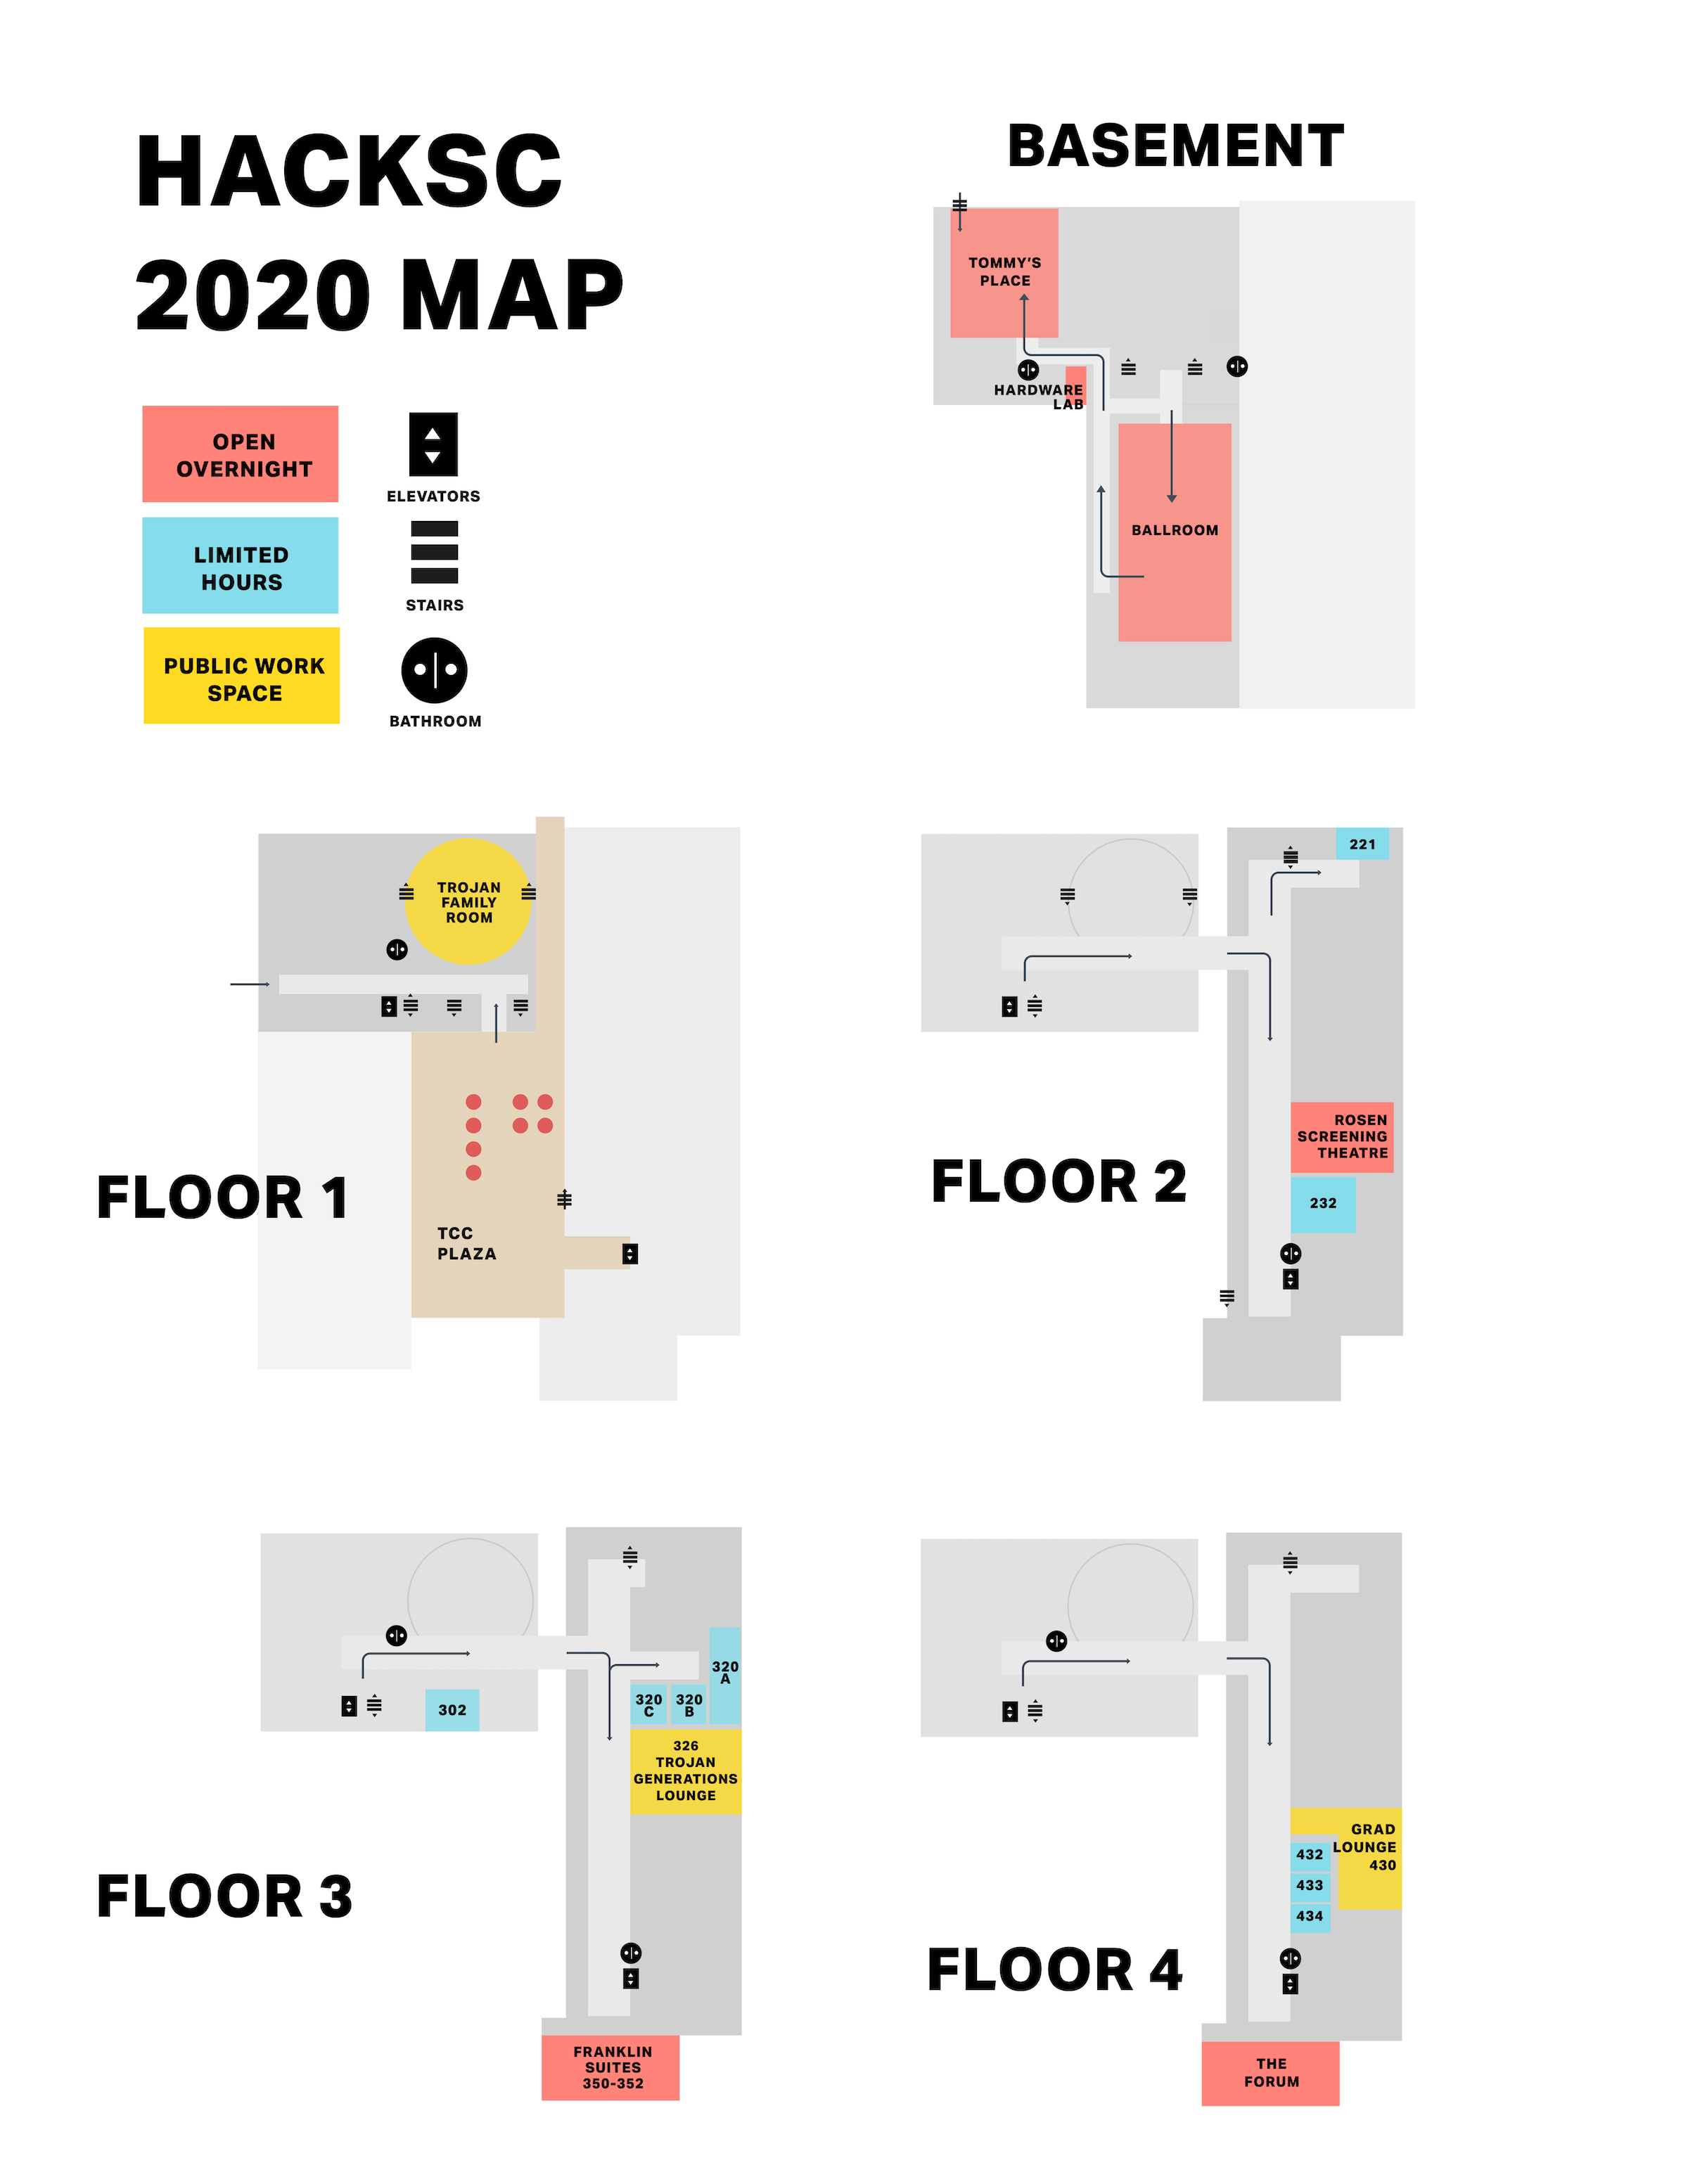 HACKSC
2020 MAP
OPEN
OVERNIGHT
LIMITED
HOURS
PUBLIC WORK
SPACE
ELEVATORS
STAIRS
BATHROOM
BASEMENT
TOMMY'S
PLACE
HARDWARE
LAB
BALLROOM
FLOOR 1
TROJAN
FAMILY
ROOM
TCC
PLAZA
FLOOR 2
221
ROSEN
SCREENING
THEATRE
232
FLOOR 3
302
320
A
320
C
320
B
326
TROJAN
GENERATIONS
LOUNGE
FRANKLIN
SUITES
350-352
FLOOR 4
GRAD
LOUNGE
430
432
433
434
THE
FORUM